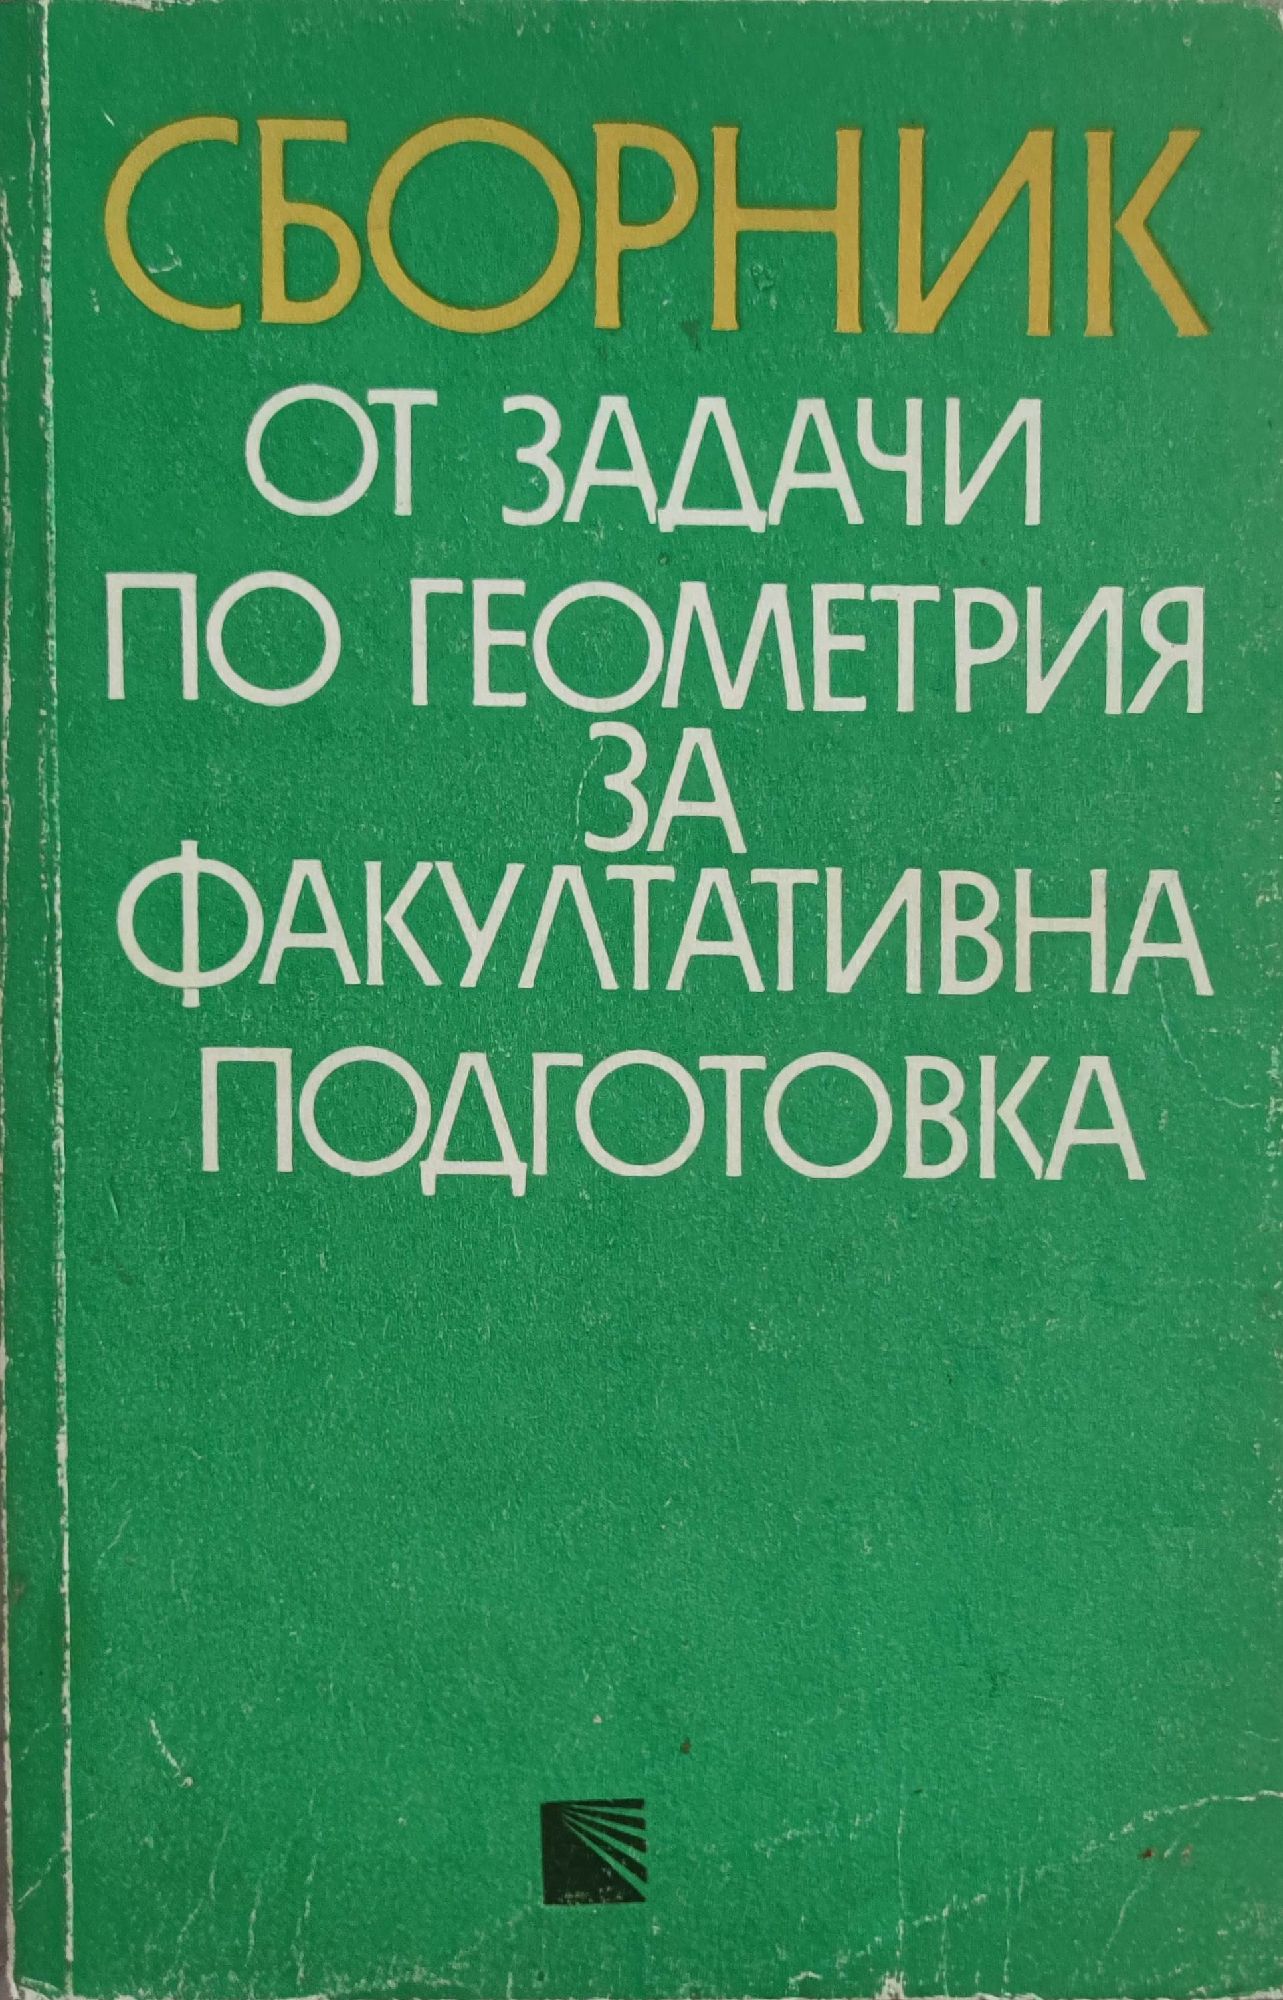 СБОРНИК
ОТ ЗАДАЧИ
ПО ГЕОМЕТРИЯ
ЗА
ФАКУЛТАТИВНА
ПОДГОТОВКА